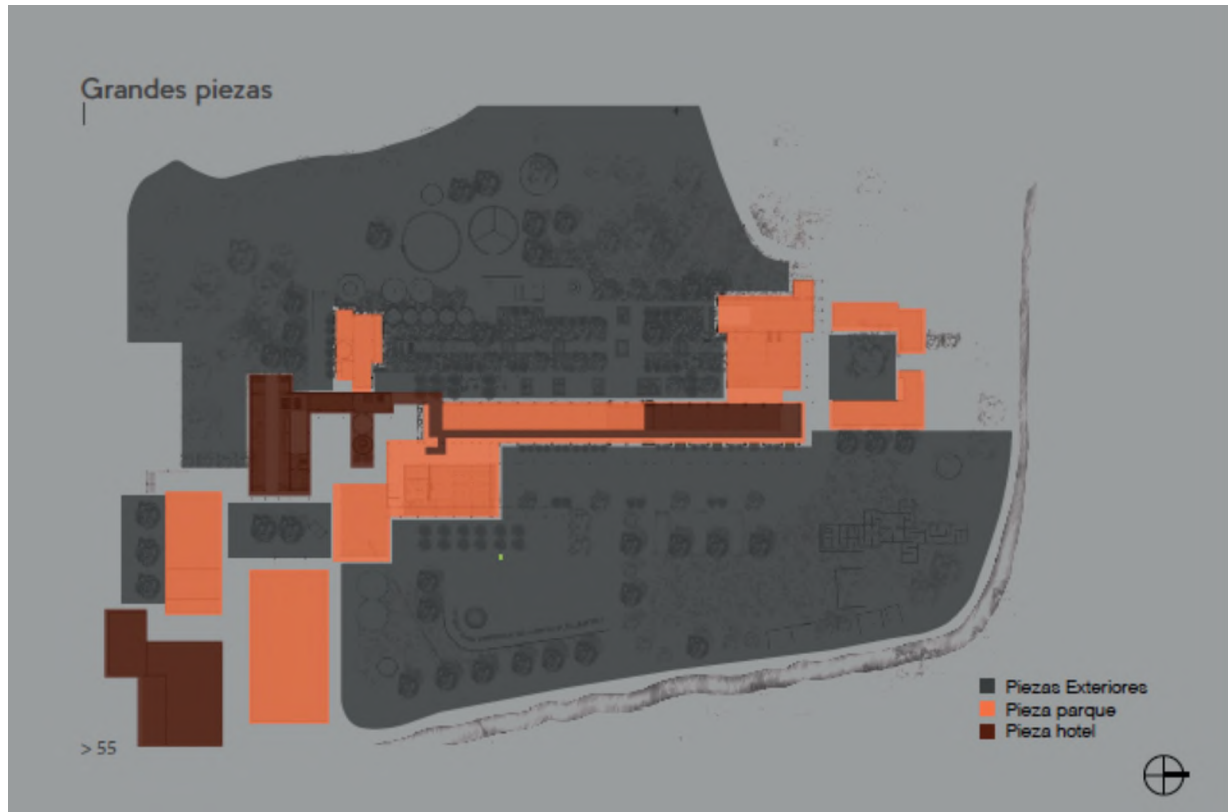 Grandes piezas
Piezas Exteriores
Pieza parque
Pieza hotel
> 55